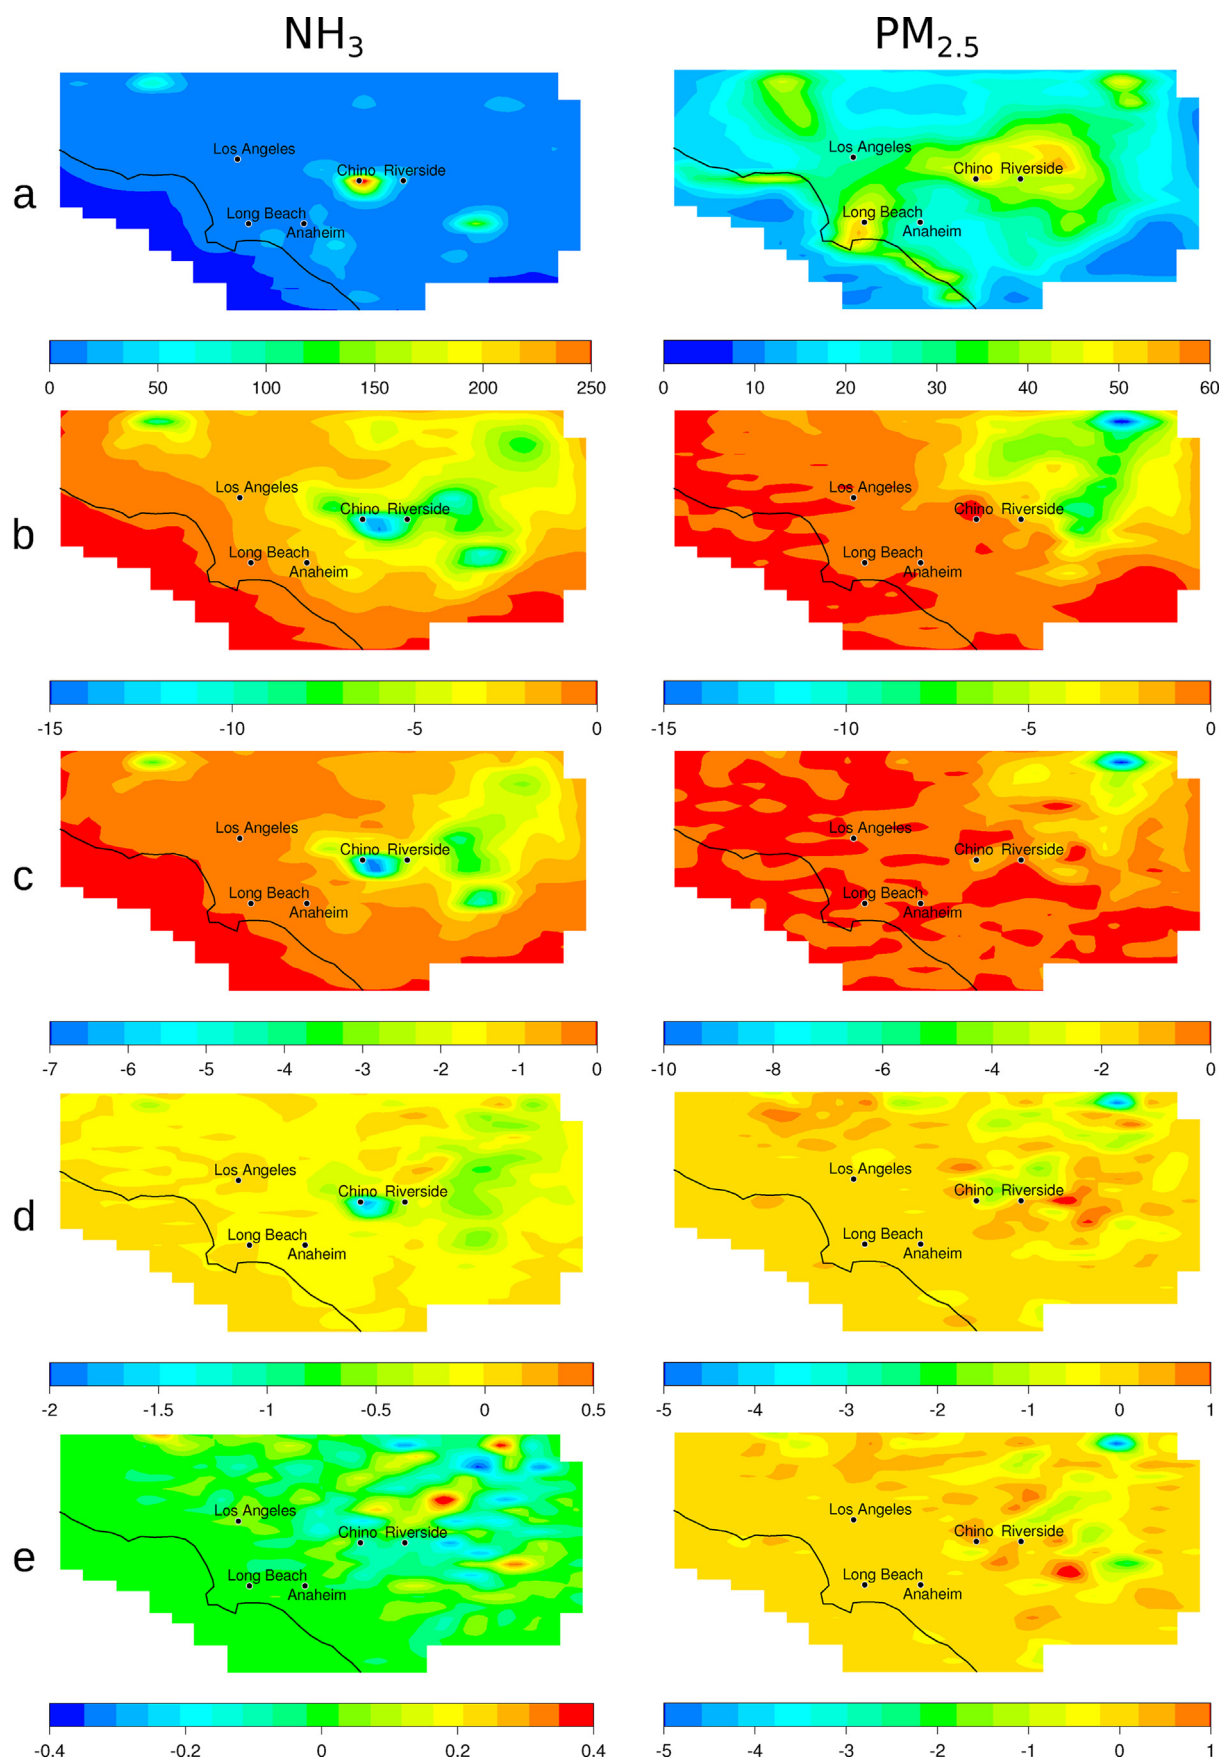 NH3 PM2.5
a
Los Angeles
Chino Riverside
Long Beach
Anaheim
Los Angeles
Chino Riverside
Long Beach
Anaheim
0 50 100 150 200 250
0 10 20 30 40 50 60
b
Los Angeles
Chino Riverside
Long Beach
Anaheim
Los Angeles
Chino Riverside
Long Beach
Anaheim
-15 -10 -5 0
-15 -10 -5 0
c
Los Angeles
Chino Riverside
Long Beach
Anaheim
Los Angeles
Chino Riverside
Long Beach
Anaheim
-7 -6 -5 -4 -3 -2 -1 0
-10 -8 -6 -4 -2 0
d
Los Angeles
Chino Riverside
Long Beach
Anaheim
Los Angeles
Chino Riverside
Long Beach
Anaheim
-2 -1.5 -1 -0.5 0 0.5
-5 -4 -3 -2 -1 0 1
e
Los Angeles
Chino Riverside
Long Beach
Anaheim
Los Angeles
Chino Riverside
Long Beach
Anaheim
-0.4 -0.2 0 0.2 0.4
-5 -4 -3 -2 -1 0 1